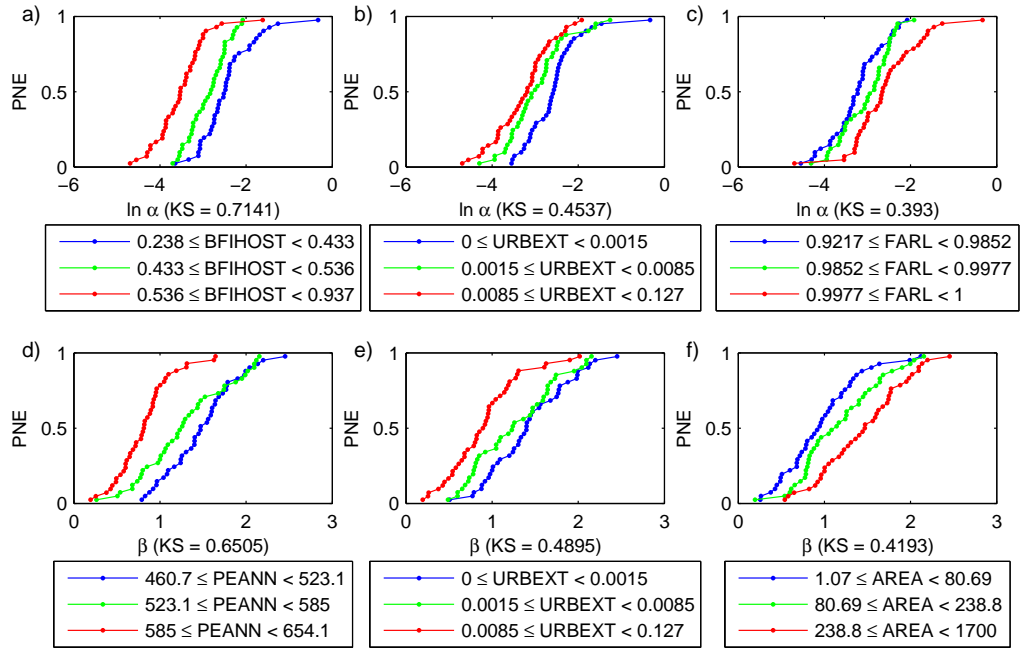 a)
b)
c)
1
0.5
0
PNE
−6 −4 −2 0
ln α (KS = 0.7141)
1
0.5
0
PNE
−6 −4 −2 0
ln α (KS = 0.4537)
1
0.5
0
PNE
−6 −4 −2 0
ln α (KS = 0.393)
0.238 ≤ BFIHOST < 0.433
0.433 ≤ BFIHOST < 0.536
0.536 ≤ BFIHOST < 0.937
0 ≤ URBEXT < 0.0015
0.0015 ≤ URBEXT < 0.0085
0.0085 ≤ URBEXT < 0.127
0.9217 ≤ FARL < 0.9852
0.9852 ≤ FARL < 0.9977
0.9977 ≤ FARL < 1
d)
e)
f)
1
0.5
0
PNE
0 1 2 3
β (KS = 0.6505)
1
0.5
0
PNE
0 1 2 3
β (KS = 0.4895)
1
0.5
0
PNE
0 1 2 3
β (KS = 0.4193)
460.7 ≤ PEANN < 523.1
523.1 ≤ PEANN < 585
585 ≤ PEANN < 654.1
0 ≤ URBEXT < 0.0015
0.0015 ≤ URBEXT < 0.0085
0.0085 ≤ URBEXT < 0.127
1.07 ≤ AREA < 80.69
80.69 ≤ AREA < 238.8
238.8 ≤ AREA < 1700